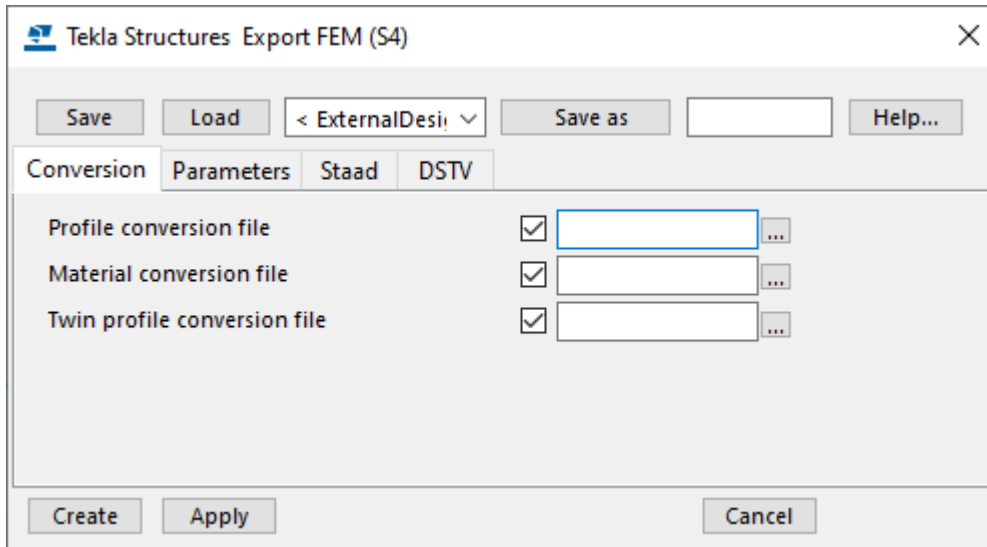 Tekla Structures Export FEM (S4)
Save Load < ExternalDesi Save as Help...
Conversion Parameters Staad DSTV
Profile conversion file ...
Material conversion file ...
Twin profile conversion file ...
Create Apply Cancel